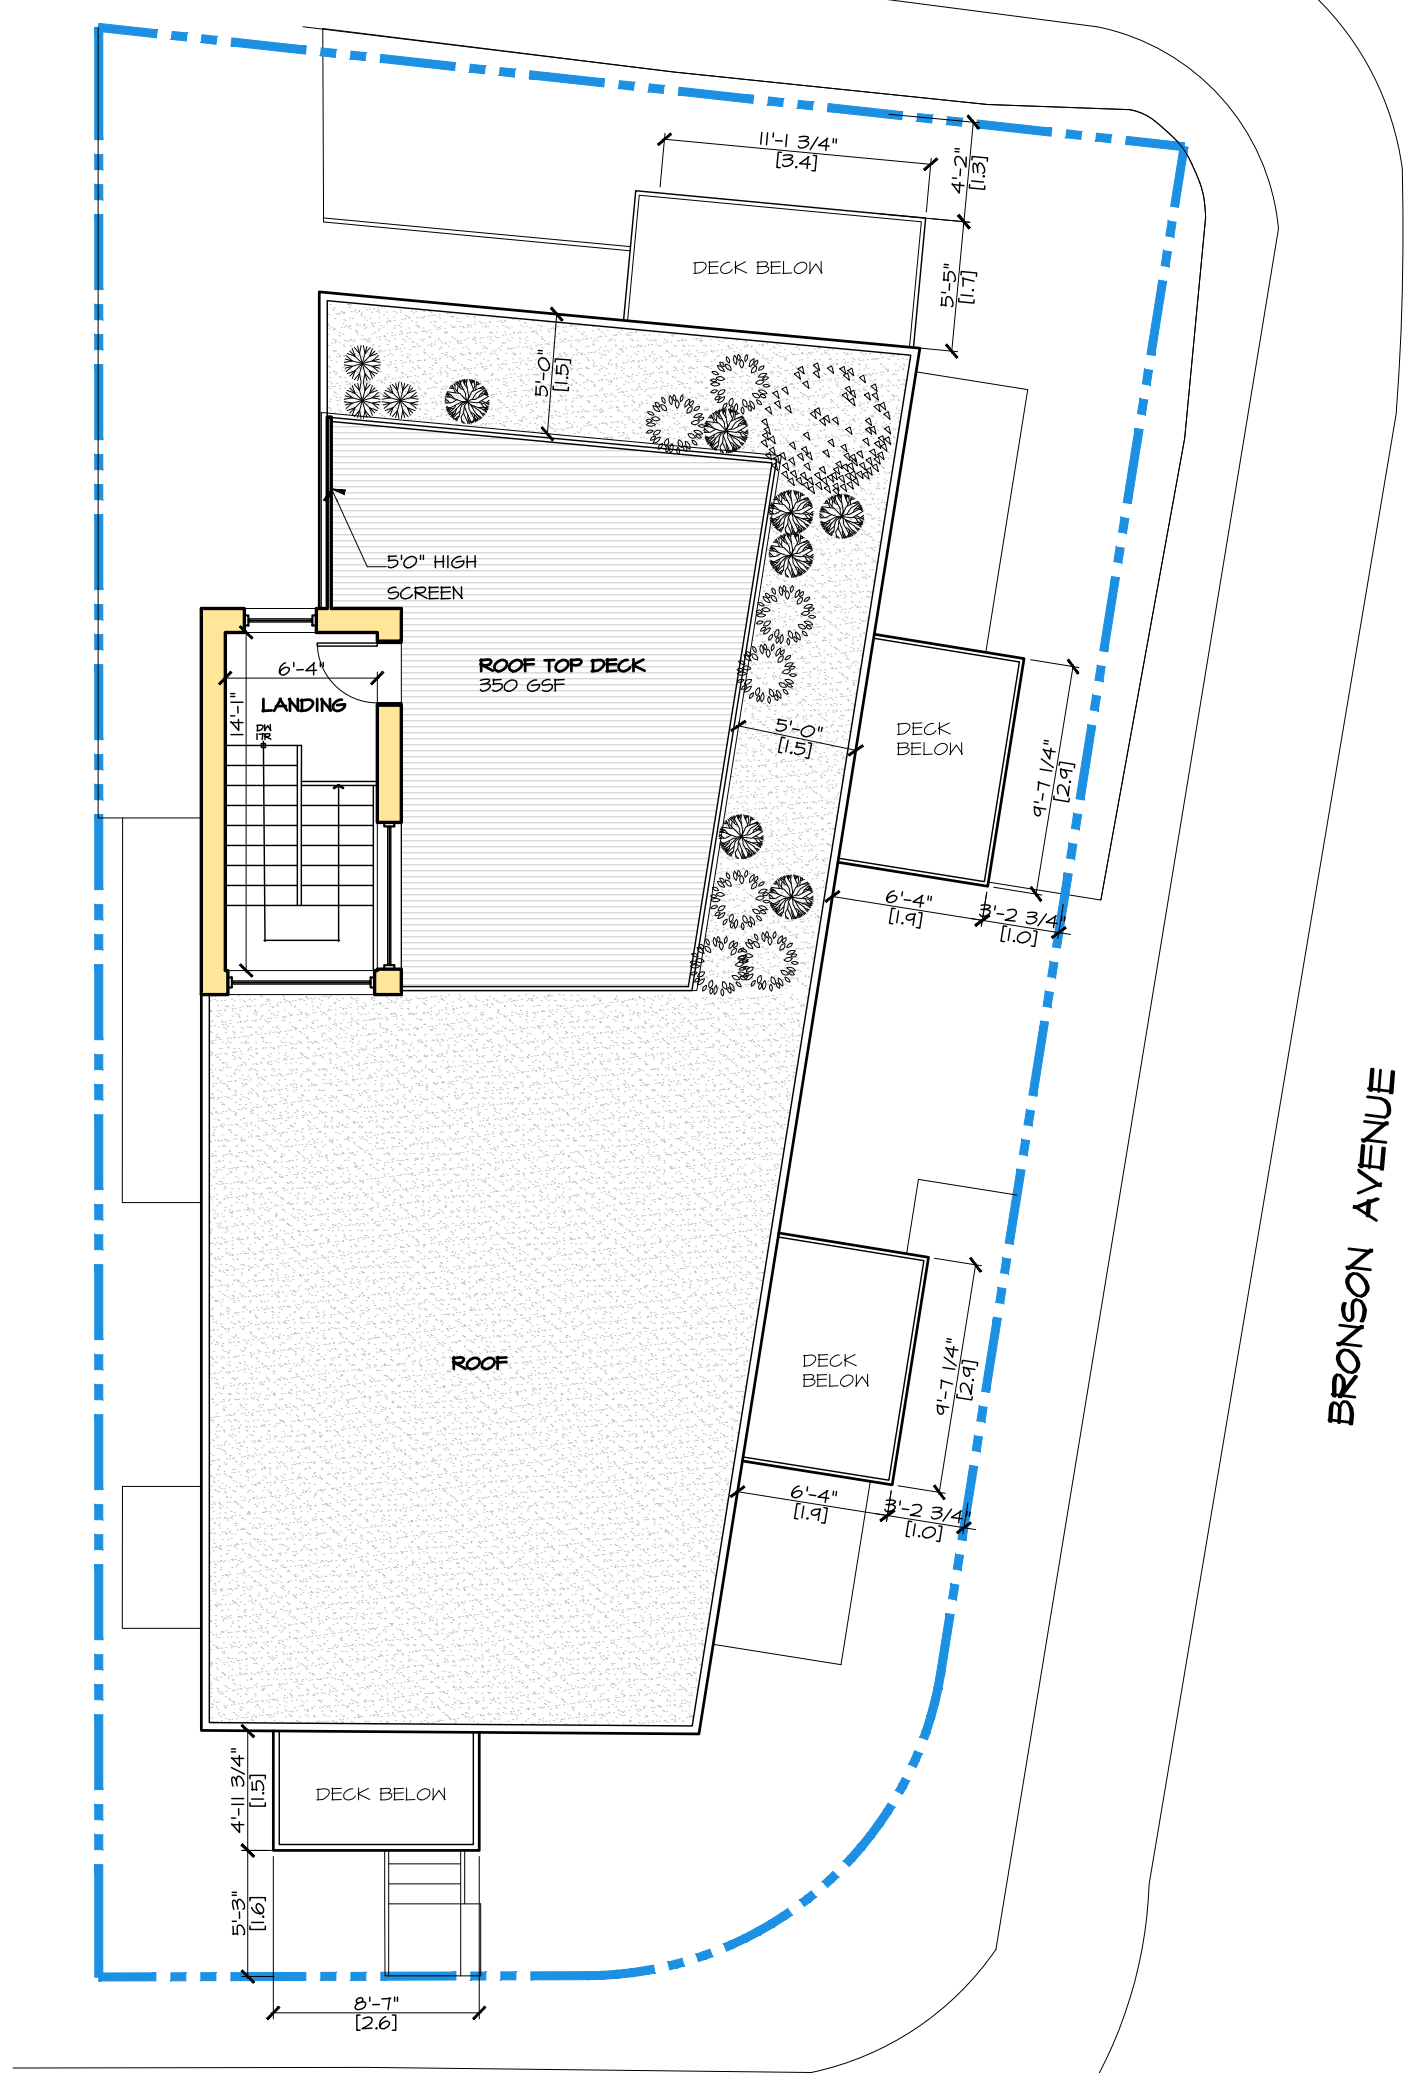 11'-1 3/4"
[3.4]
4'-2"
[1.3]
DECK BELOW
5'-5"
[1.7]
5'-0"
[1.5]
5'0" HIGH
SCREEN
ROOF TOP DECK
350 GSF
6'-4"
LANDING
14'-1"
DW
17R
5'-0"
[1.5]
DECK
BELOW
9'-7 1/4"
[2.9]
6'-4"
[1.9]
3'-2 3/4"
[1.0]
BRONSON AVENUE
ROOF
DECK
BELOW
9'-7 1/4"
[2.9]
6'-4"
[1.9]
3'-2 3/4"
[1.0]
4'-11 3/4"
[1.5]
DECK BELOW
5'-3"
[1.6]
8'-7"
[2.6]